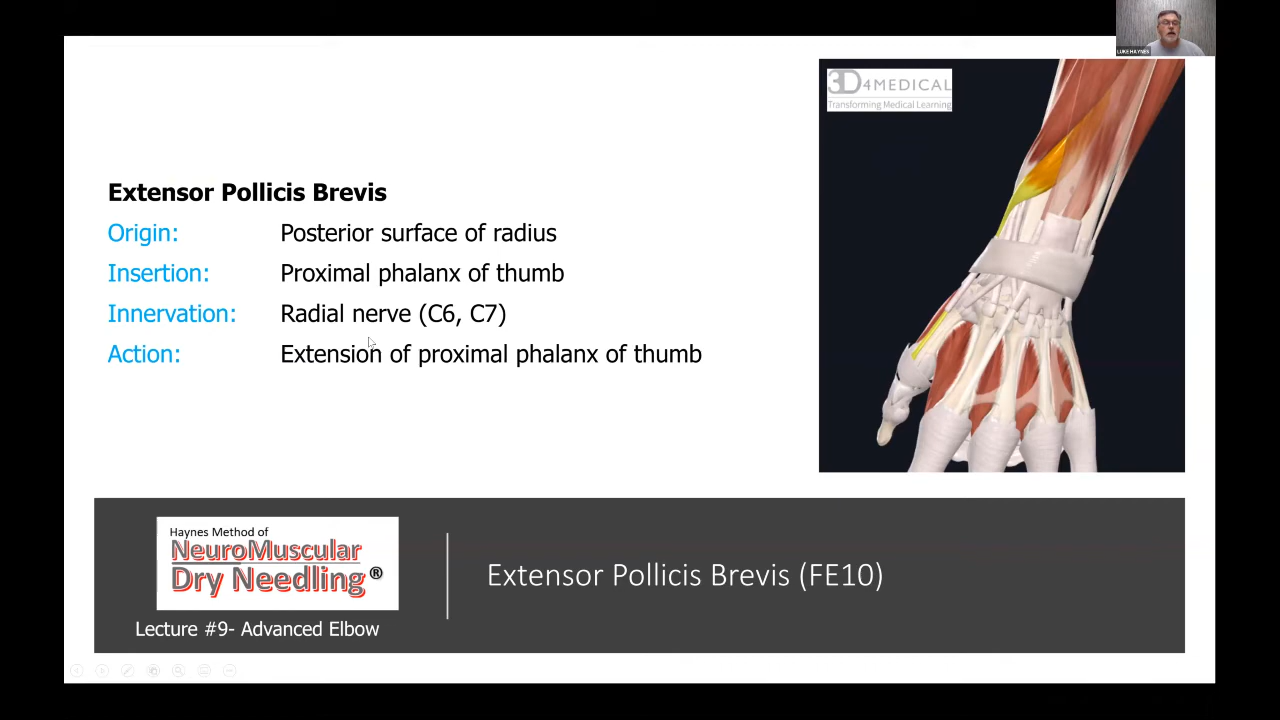 LUKE HAYNES
3D4MEDICAL
Transforming Medical Learning
Extensor Pollicis Brevis
Origin: Posterior surface of radius
Insertion: Proximal phalanx of thumb
Innervation: Radial nerve (C6, C7)
Action: Extension of proximal phalanx of thumb
Haynes Method of
NeuroMuscular
Dry Needling®
Lecture #9- Advanced Elbow
Extensor Pollicis Brevis (FE10)